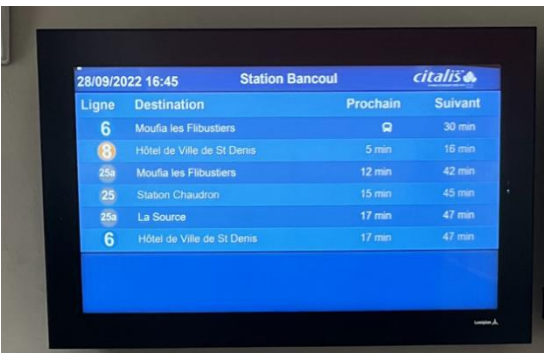 28/09/2022 16:45 Station Bancoul citalis
Ligne Destination Prochain Suivant
6 Moufia les Flibustiers 30 min
8 Hôtel de Ville de St Denis 5 min 16 min
25a Moufia les Flibustiers 12 min 42 min
25 Station Chaudron 15 min 45 min
25a La Source 17 min 47 min
6 Hôtel de Ville de St Denis 17 min 47 min